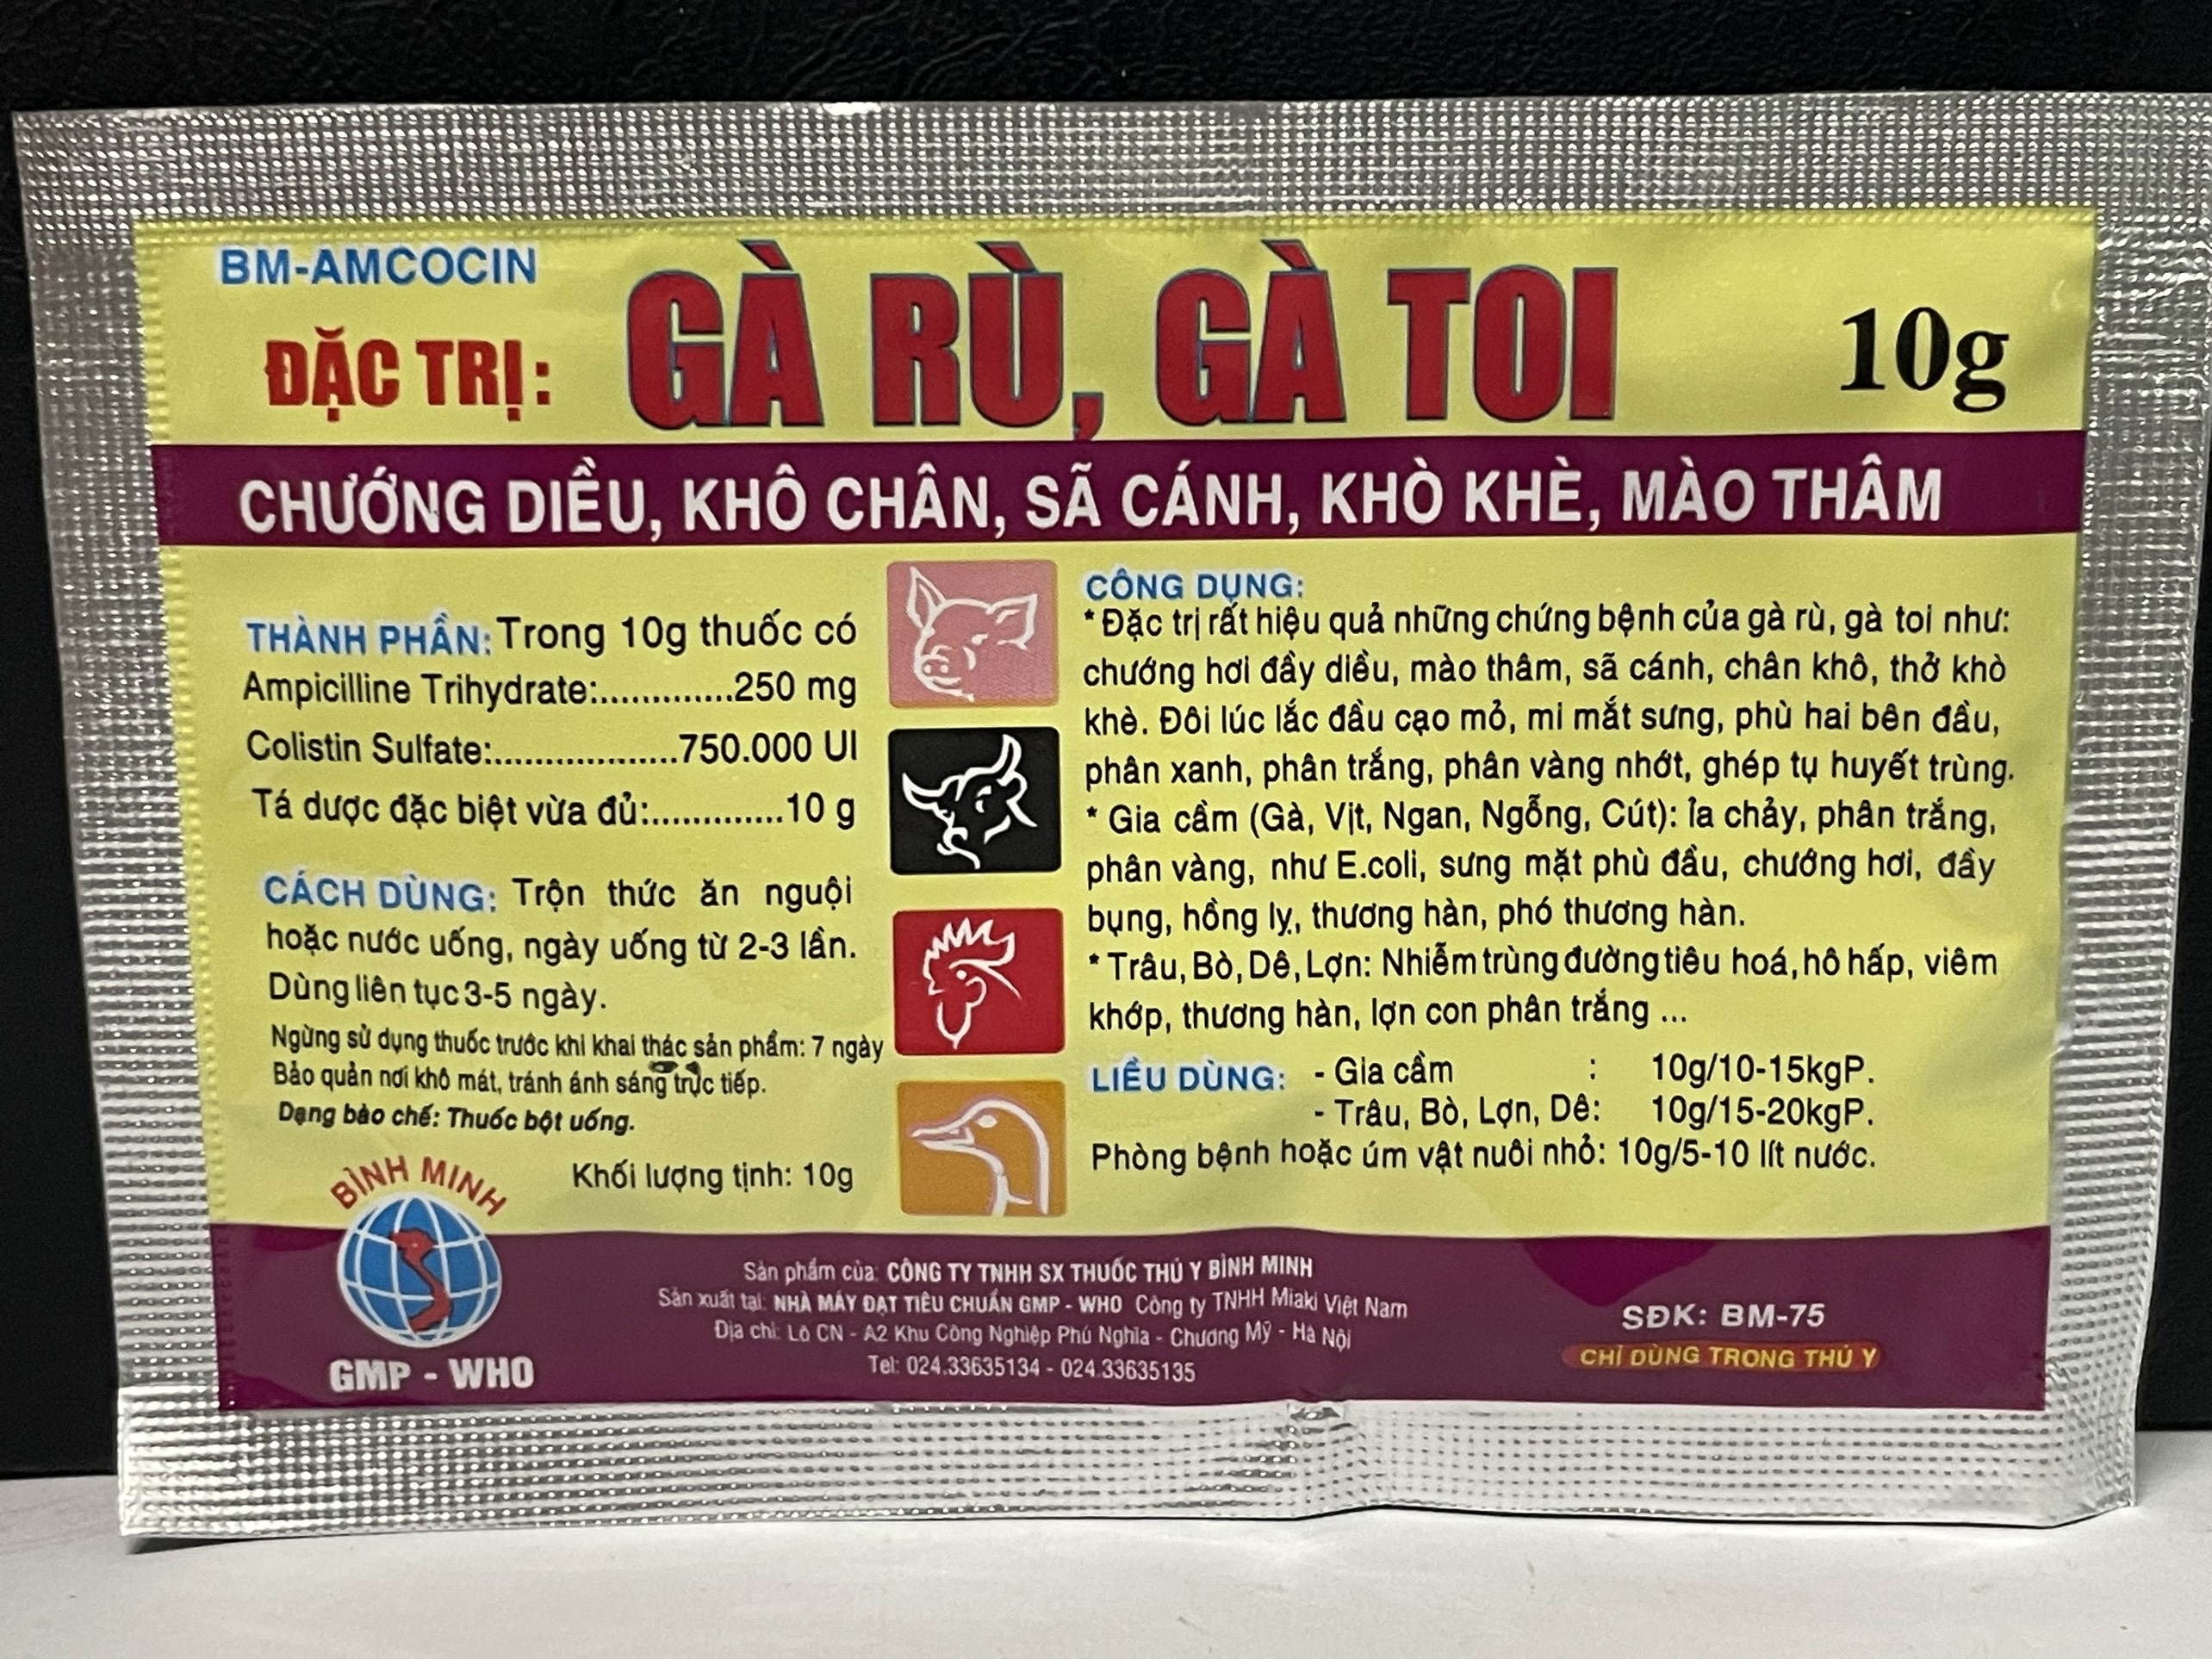 BM-AMCOCIN
ĐẶC TRỊ: GÀ RÙ, GÀ TOI 10g
CHƯỚNG DIỀU, KHÔ CHÂN, SÃ CÁNH, KHÒ KHÈ, MÀO THÂM
THÀNH PHẦN: Trong 10g thuốc có
Ampicilline Trihydrate:.............250 mg
Colistin Sulfate:..................750.000 UI
Tá dược đặc biệt vừa đủ:.............10 g
CÁCH DÙNG: Trộn thức ăn nguội
hoặc nước uống, ngày uống từ 2-3 lần.
Dùng liên tục 3-5 ngày.
Ngừng sử dụng thuốc trước khi khai thác sản phẩm: 7 ngày
Bảo quản nơi khô mát, tránh ánh sáng trực tiếp.
Dạng bào chế: Thuốc bột uống.
Khối lượng tịnh: 10g
CÔNG DỤNG:
* Đặc trị rất hiệu quả những chứng bệnh của gà rù, gà toi như:
chướng hơi đầy diều, mào thâm, sã cánh, chân khô, thở khò
khè. Đôi lúc lắc đầu cạo mỏ, mi mắt sưng, phù hai bên đầu,
phân xanh, phân trắng, phân vàng nhớt, ghép tụ huyết trùng.
* Gia cầm (Gà, Vịt, Ngan, Ngỗng, Cút): ỉa chảy, phân trắng,
phân vàng, như E.coli, sưng mặt phù đầu, chướng hơi, đầy
bụng, hồng lỵ, thương hàn, phó thương hàn.
* Trâu, Bò, Dê, Lợn: Nhiễm trùng đường tiêu hoá, hô hấp, viêm
khớp, thương hàn, lợn con phân trắng ...
LIỀU DÙNG: - Gia cầm : 10g/10-15kgP.
- Trâu, Bò, Lợn, Dê: 10g/15-20kgP.
Phòng bệnh hoặc úm vật nuôi nhỏ: 10g/5-10 lít nước.
BÌNH MINH
GMP - WHO
Sản phẩm của: CÔNG TY TNHH SX THUỐC THÚ Y BÌNH MINH
Sản xuất tại: NHÀ MÁY ĐẠT TIÊU CHUẨN GMP - WHO Công ty TNHH Miaki Việt Nam
Địa chỉ: Lô CN - A2 Khu Công Nghiệp Phú Nghĩa - Chương Mỹ - Hà Nội
Tel: 024.33635134 - 024.33635135
SĐK: BM-75
CHỈ DÙNG TRONG THÚ Y